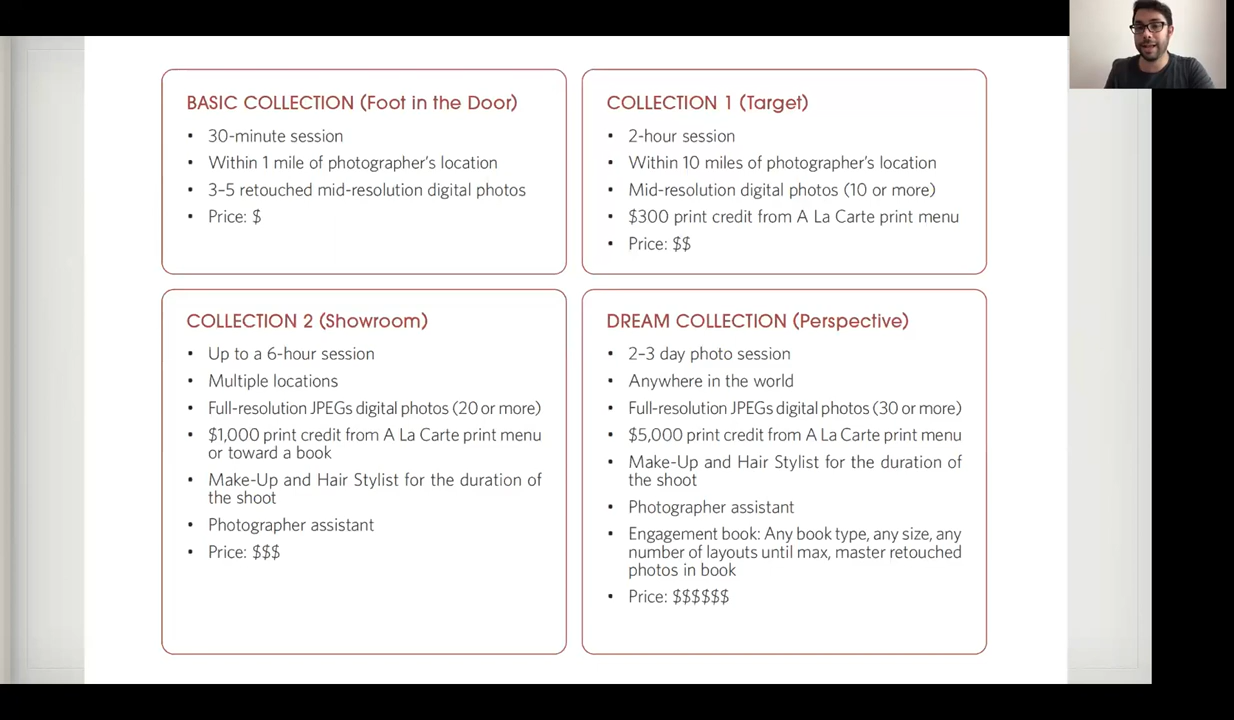 BASIC COLLECTION (Foot in the Door)
• 30-minute session
• Within 1 mile of photographer's location
• 3–5 retouched mid-resolution digital photos
• Price: $
COLLECTION 1 (Target)
• 2-hour session
• Within 10 miles of photographer's location
• Mid-resolution digital photos (10 or more)
• $300 print credit from A La Carte print menu
• Price: $$
COLLECTION 2 (Showroom)
• Up to a 6-hour session
• Multiple locations
• Full-resolution JPEGs digital photos (20 or more)
• $1,000 print credit from A La Carte print menu
or toward a book
• Make-Up and Hair Stylist for the duration of
the shoot
• Photographer assistant
• Price: $$$
DREAM COLLECTION (Perspective)
• 2–3 day photo session
• Anywhere in the world
• Full-resolution JPEGs digital photos (30 or more)
• $5,000 print credit from A La Carte print menu
• Make-Up and Hair Stylist for the duration of
the shoot
• Photographer assistant
• Engagement book: Any book type, any size, any
number of layouts until max, master retouched
photos in book
• Price: $$$$$$